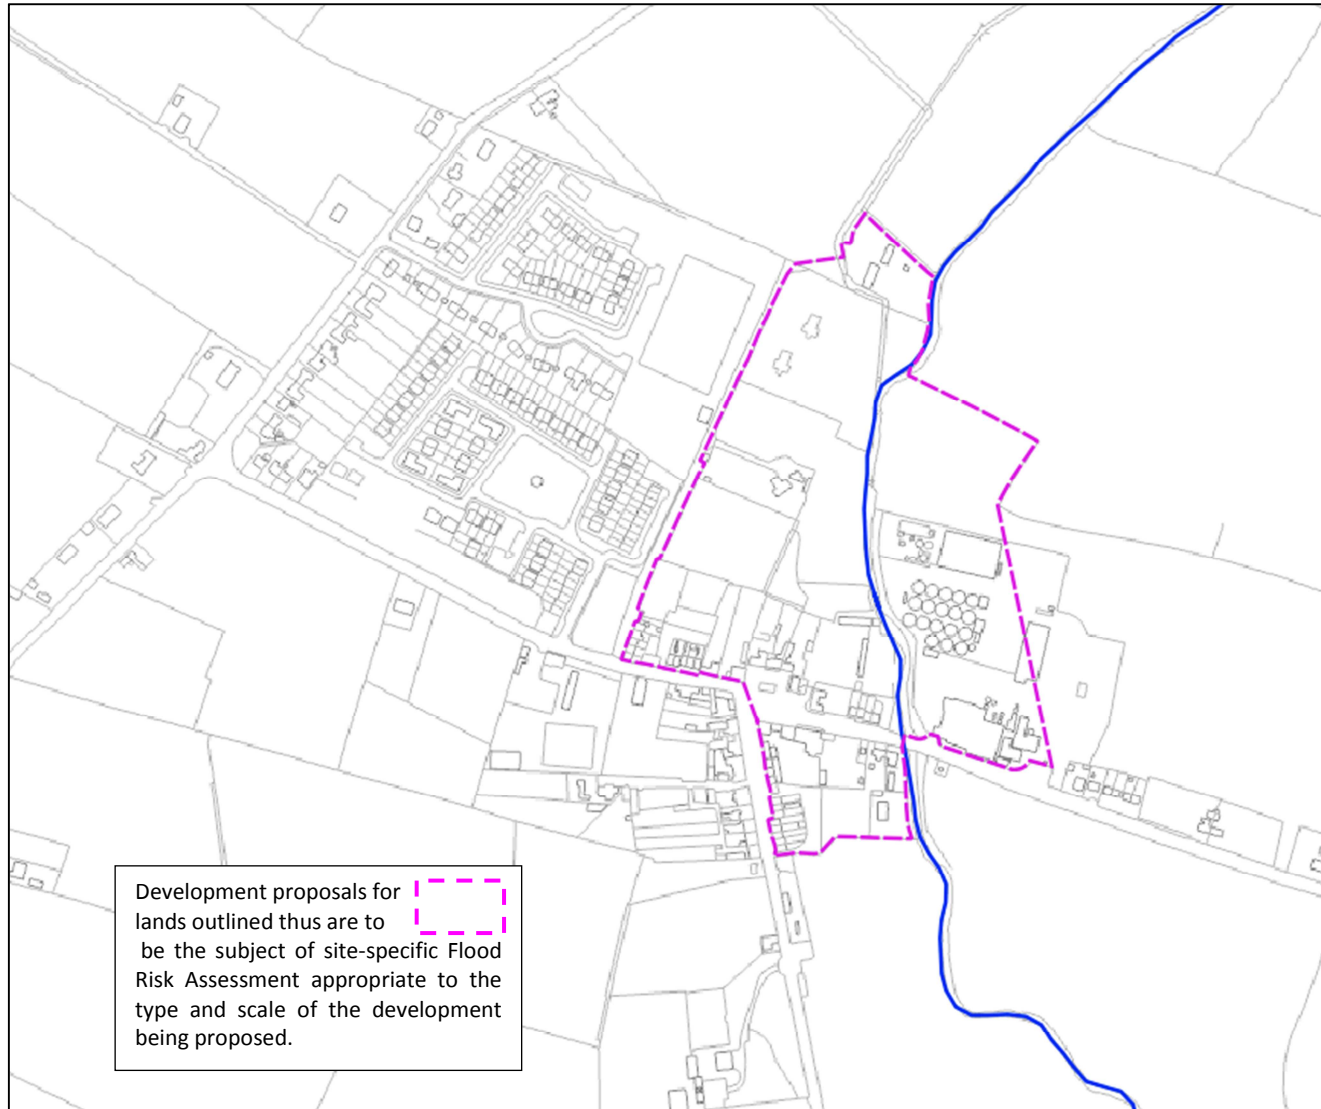 Development proposals for
lands outlined thus are to
be the subject of site-specific Flood
Risk Assessment appropriate to the
type and scale of the development
being proposed.